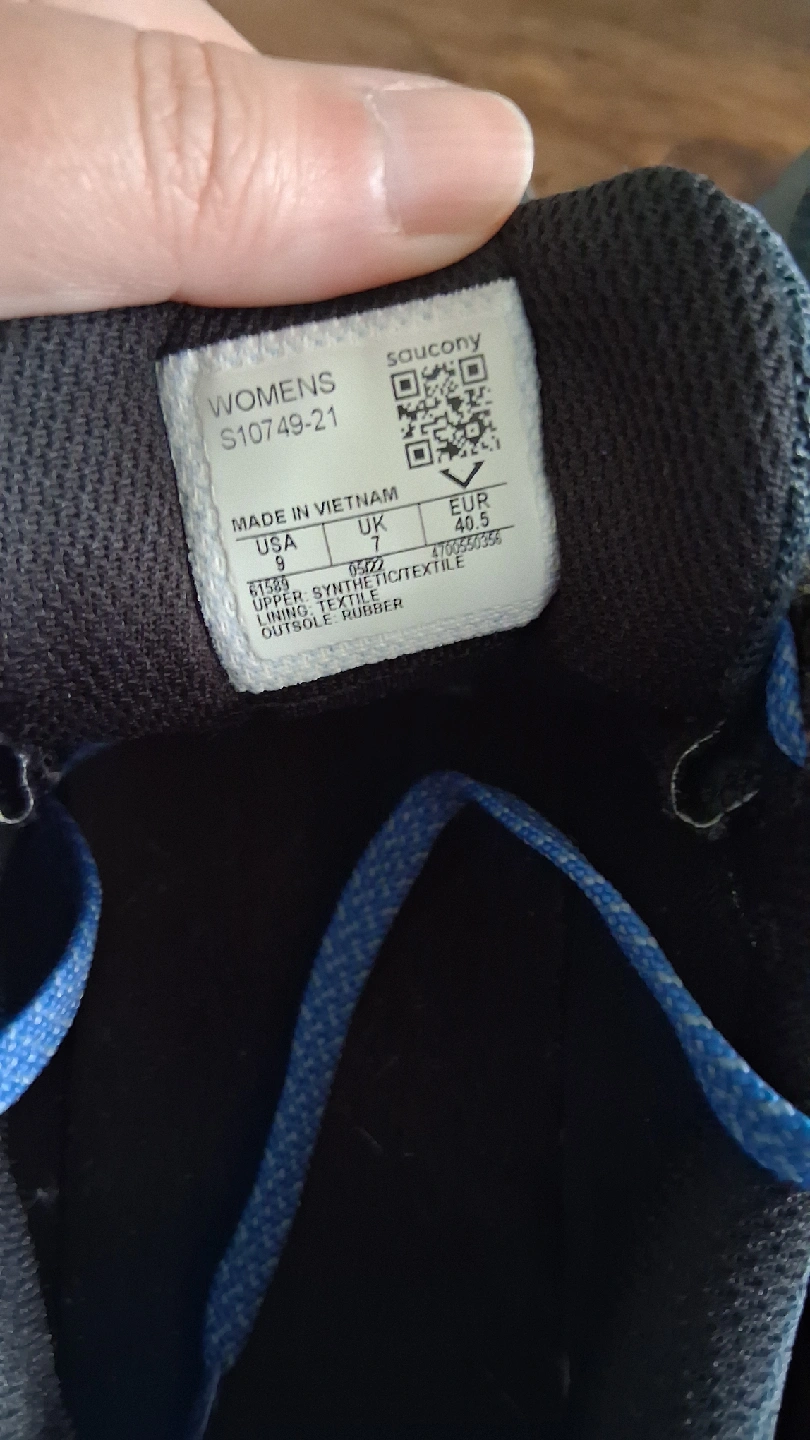 saucony
WOMENS
S10749-21
MADE IN VIETNAM
USA UK EUR
9 7 40.5
61589 05/22 4700550356
UPPER: SYNTHETIC/TEXTILE
LINING: TEXTILE
OUTSOLE: RUBBER